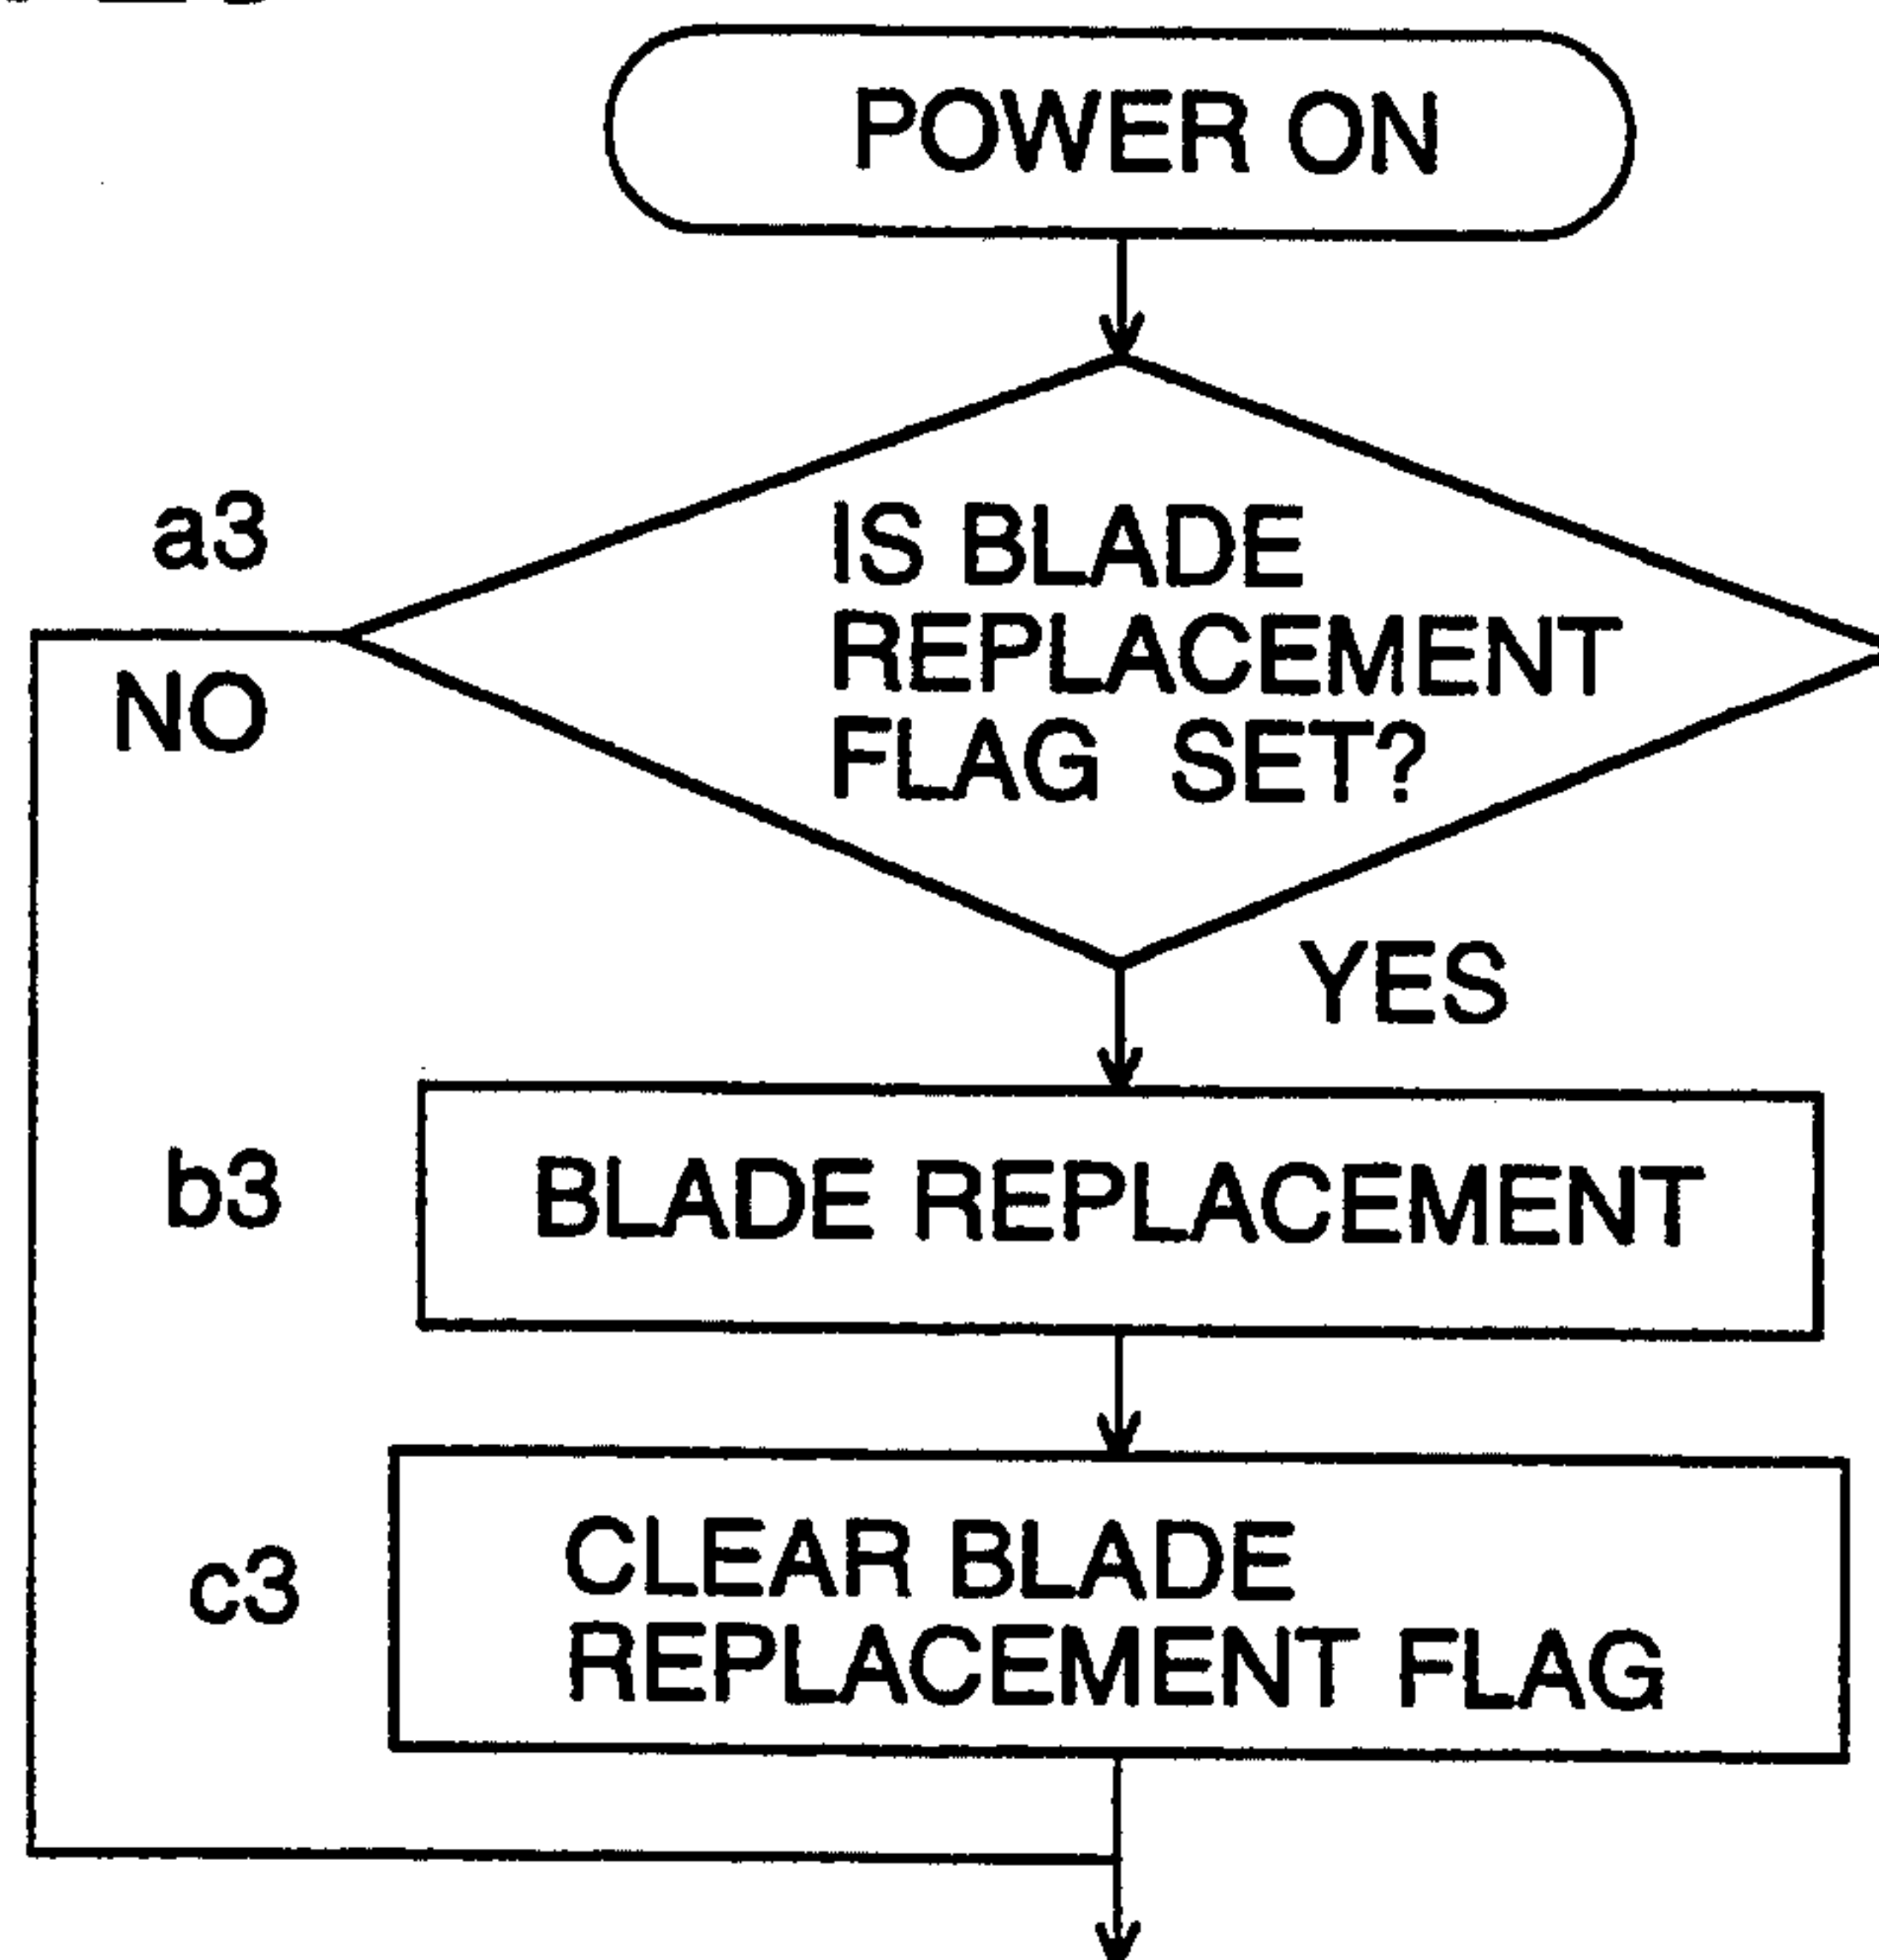 POWER ON
a3
IS BLADE
REPLACEMENT
FLAG SET?
NO
YES
b3
BLADE REPLACEMENT
c3
CLEAR BLADE
REPLACEMENT FLAG